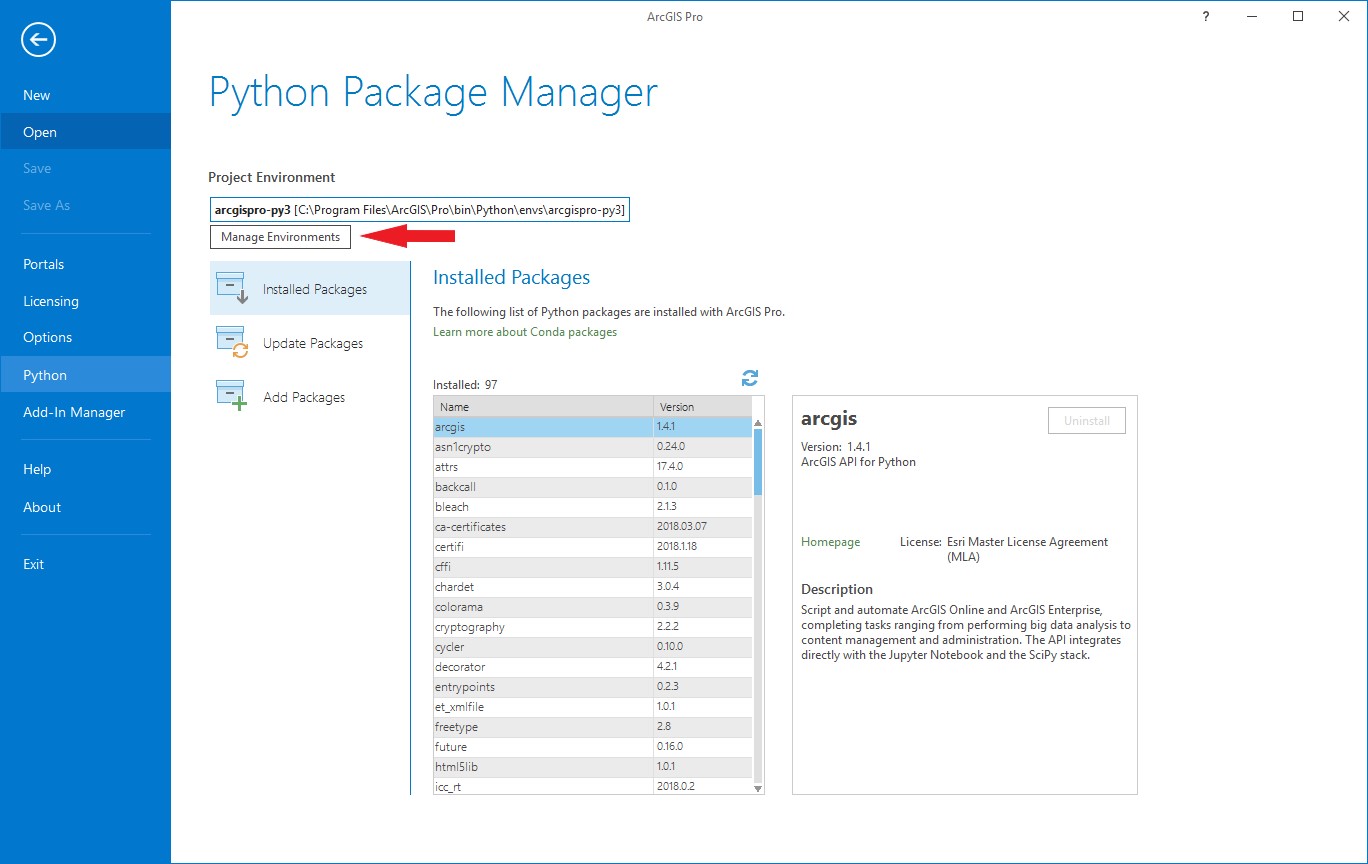 ArcGIS Pro
?
New
Open
Save
Save As
Portals
Licensing
Options
Python
Add-In Manager
Help
About
Exit
Python Package Manager
Project Environment
arcgispro-py3 [C:\Program Files\ArcGIS\Pro\bin\Python\envs\arcgispro-py3]
Manage Environments
Installed Packages
Update Packages
Add Packages
Installed Packages
The following list of Python packages are installed with ArcGIS Pro.
Learn more about Conda packages
Installed: 97
Name Version
arcgis 1.4.1
asn1crypto 0.24.0
attrs 17.4.0
backcall 0.1.0
bleach 2.1.3
ca-certificates 2018.03.07
certifi 2018.1.18
cffi 1.11.5
chardet 3.0.4
colorama 0.3.9
cryptography 2.2.2
cycler 0.10.0
decorator 4.2.1
entrypoints 0.2.3
et_xmlfile 1.0.1
freetype 2.8
future 0.16.0
html5lib 1.0.1
icc_rt 2018.0.2
arcgis
Uninstall
Version: 1.4.1
ArcGIS API for Python
Homepage
License: Esri Master License Agreement
(MLA)
Description
Script and automate ArcGIS Online and ArcGIS Enterprise,
completing tasks ranging from performing big data analysis to
content management and administration. The API integrates
directly with the Jupyter Notebook and the SciPy stack.